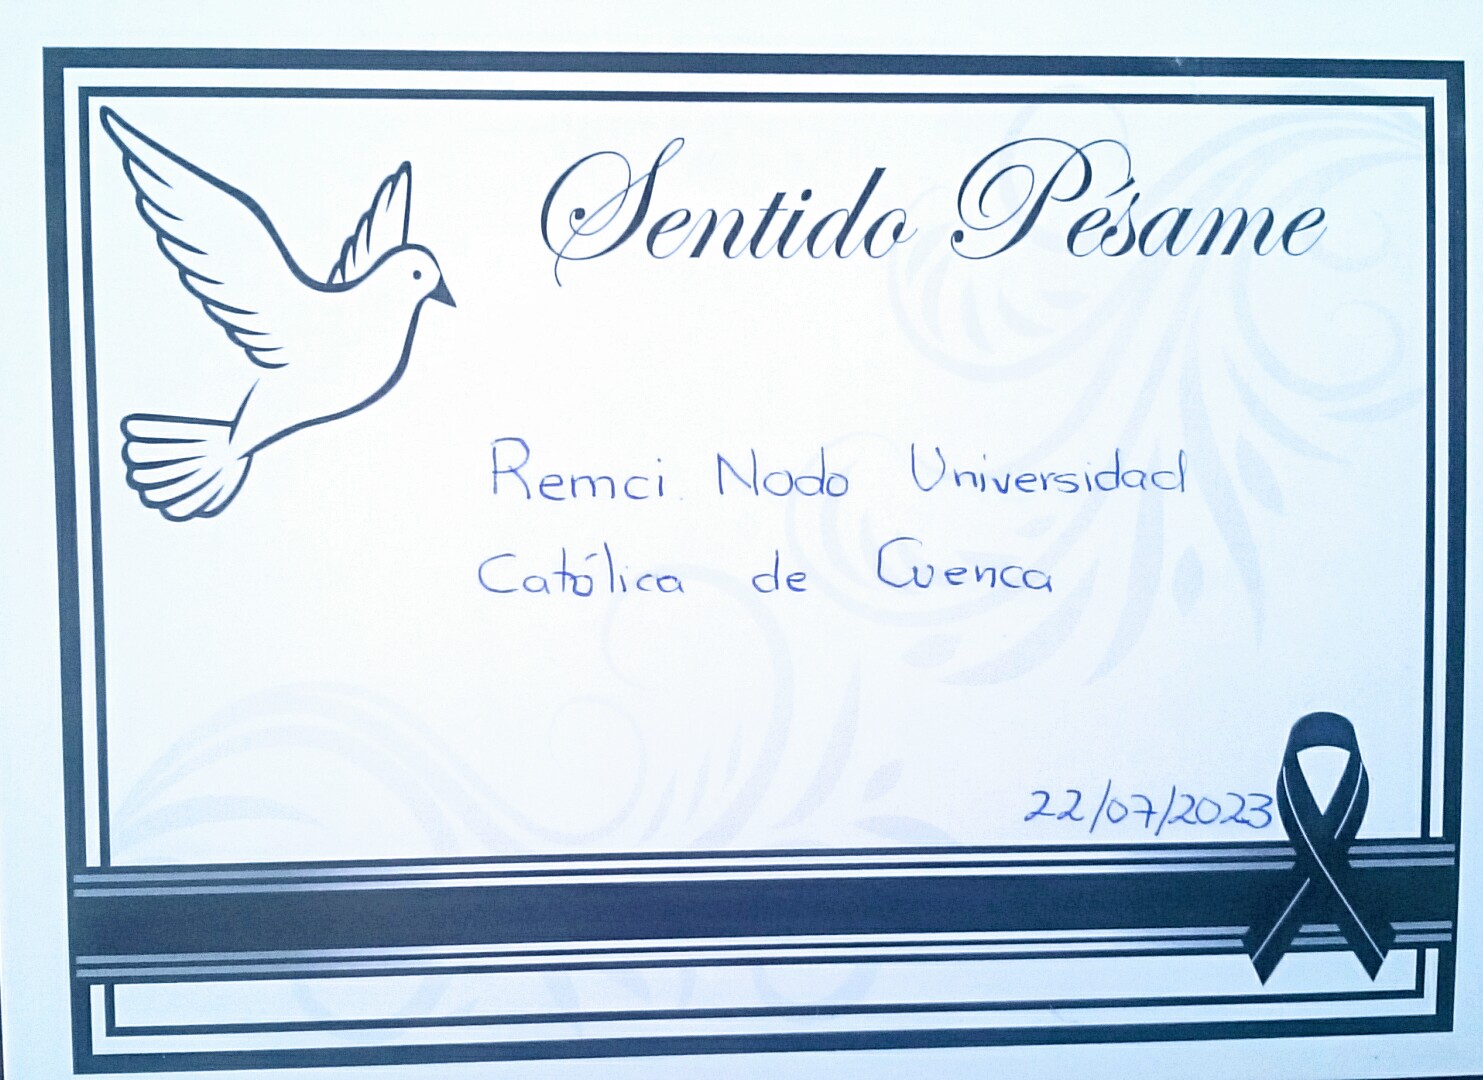 Sentido Pésame
Remci Nodo Universidad
Católica de Cuenca
22/07/2023